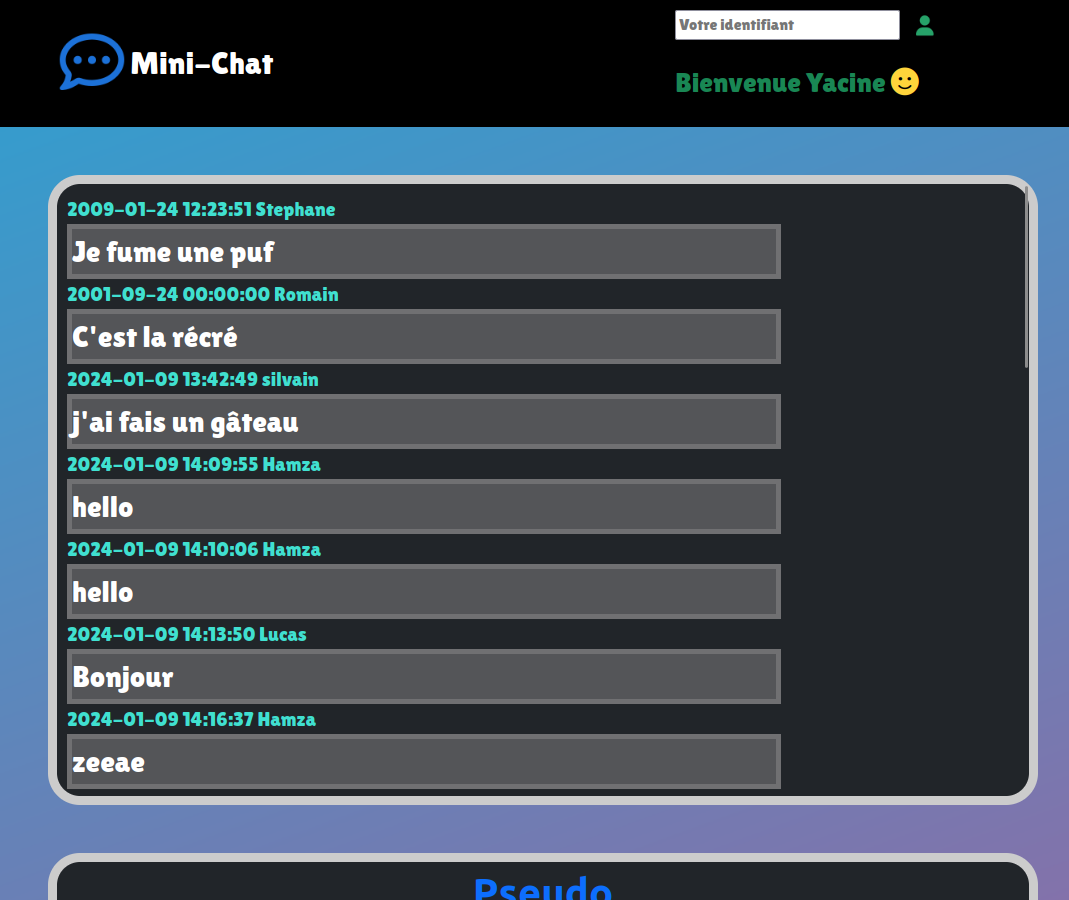 Votre identifiant
Mini-Chat
Bienvenue Yacine
2009-01-24 12:23:51 Stephane
Je fume une puf
2001-09-24 00:00:00 Romain
C'est la récré
2024-01-09 13:42:49 silvain
j'ai fais un gâteau
2024-01-09 14:09:55 Hamza
hello
2024-01-09 14:10:06 Hamza
hello
2024-01-09 14:13:50 Lucas
Bonjour
2024-01-09 14:16:37 Hamza
zeeae
Pseudo